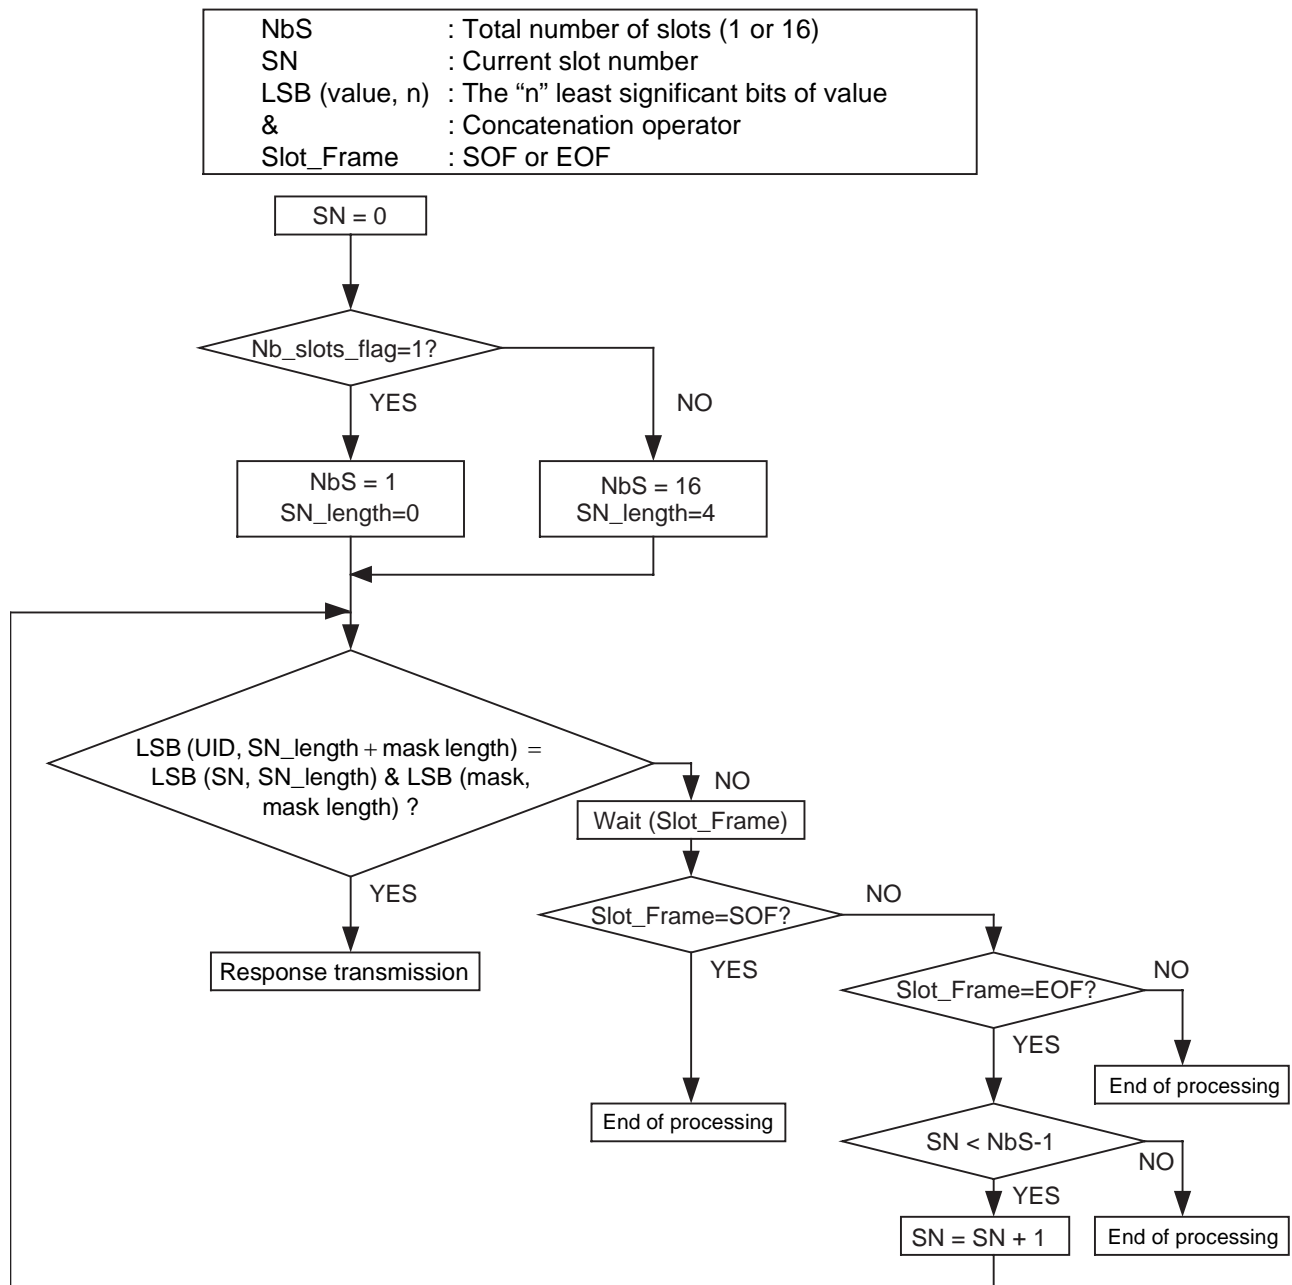 NbS : Total number of slots (1 or 16)
SN : Current slot number
LSB (value, n) : The “n” least significant bits of value
& : Concatenation operator
Slot_Frame : SOF or EOF
SN = 0
Nb_slots_flag=1?
YES
NO
NbS = 1
SN_length=0
NbS = 16
SN_length=4
LSB (UID, SN_length + mask length) =
LSB (SN, SN_length) & LSB (mask,
mask length) ?
NO
Wait (Slot_Frame)
YES
Slot_Frame=SOF?
NO
Response transmission
YES
Slot_Frame=EOF?
NO
YES
End of processing
End of processing
SN < NbS-1
NO
YES
SN = SN + 1
End of processing